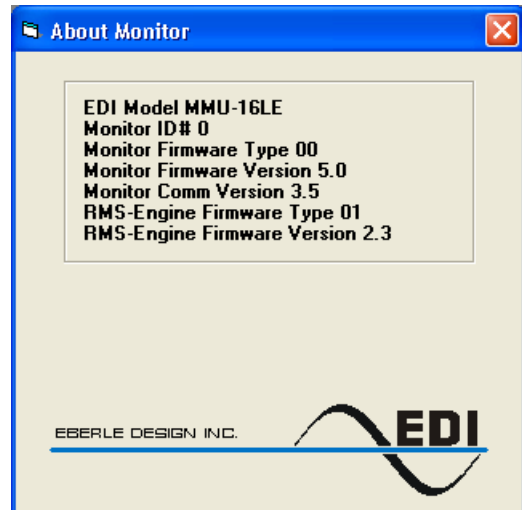 About Monitor
EDI Model MMU-16LE
Monitor ID# 0
Monitor Firmware Type 00
Monitor Firmware Version 5.0
Monitor Comm Version 3.5
RMS-Engine Firmware Type 01
RMS-Engine Firmware Version 2.3
EBERLE DESIGN INC.
EDI